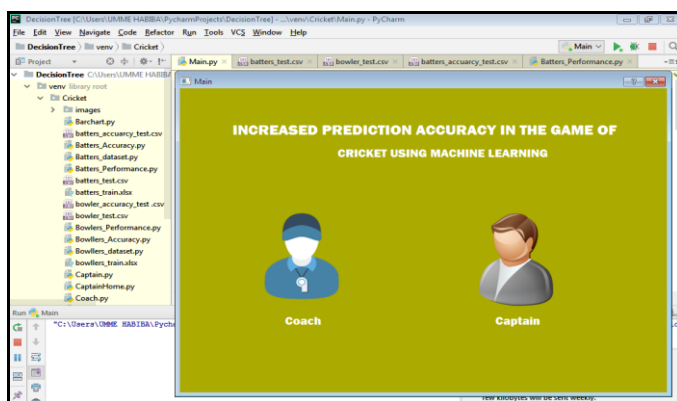 DecisionTree [C:\Users\UMME HABIBA\PycharmProjects\DecisionTree] - ...\venv\Cricket\Main.py - PyCharm
File Edit View Navigate Code Refactor Run Tools VCS Window Help
DecisionTree venv Cricket Main
Project Main.py batters_test.csv bowler_test.csv batters_accuarcy_test.csv Batters_Performance.py
DecisionTree C:\Users\UMME HABIBA
venv library root
Cricket
images
Barchart.py
batters_accuarcy_test.csv
Batters_Accuracy.py
Batters_dataset.py
Batters_Performance.py
batters_test.csv
batters_train.xlsx
bowler_accuracy_test .csv
bowler_test.csv
Bowlers_Performance.py
Bowllers_Accuracy.py
Bowllers_dataset.py
bowllers_train.xlsx
Captain.py
CaptainHome.py
Coach.py
Main
INCREASED PREDICTION ACCURACY IN THE GAME OF
CRICKET USING MACHINE LEARNING
Coach Captain
Run Main
"C:\Users\UMME HABIBA\Pych
few kilobytes will be sent weekly.